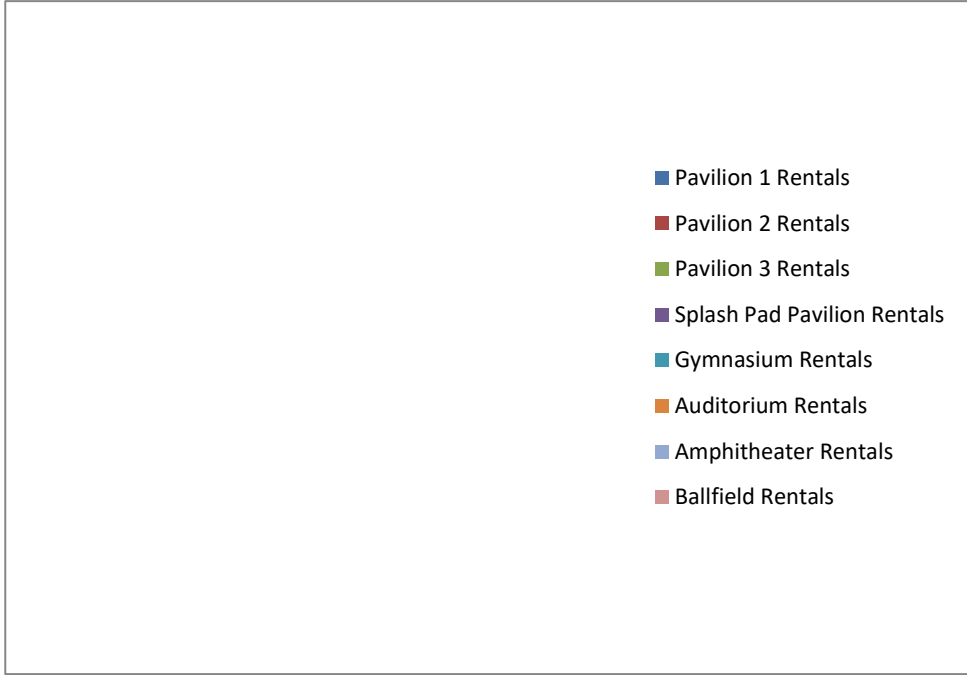 Pavilion 1 Rentals
Pavilion 2 Rentals
Pavilion 3 Rentals
Splash Pad Pavilion Rentals
Gymnasium Rentals
Auditorium Rentals
Amphitheater Rentals
Ballfield Rentals